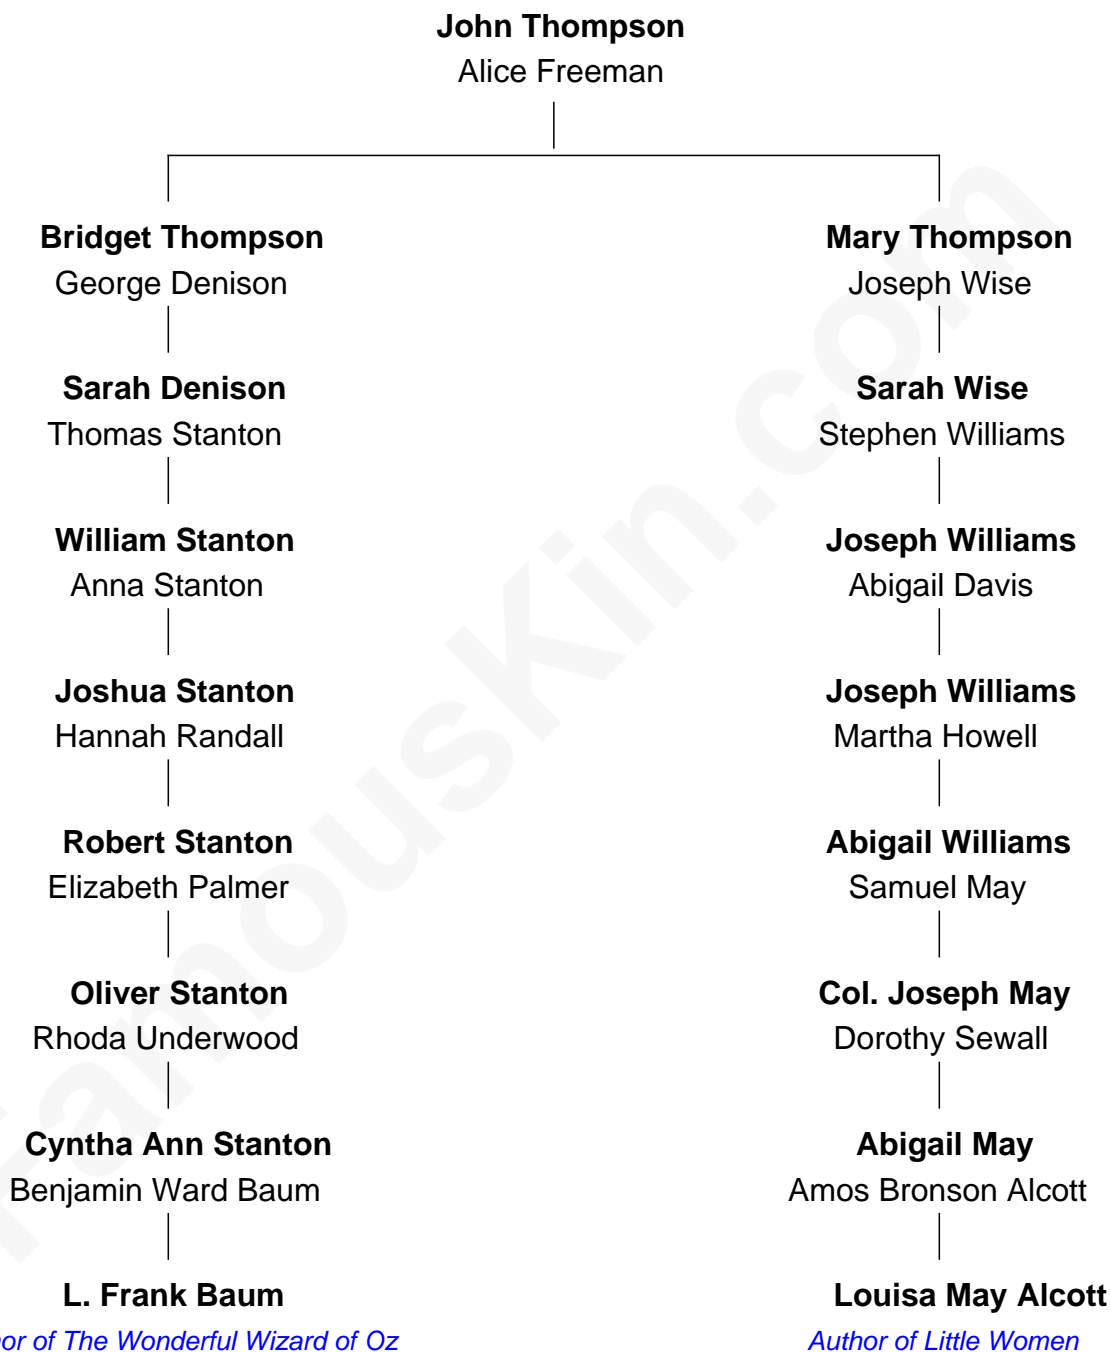 John Thompson
Alice Freeman
Bridget Thompson
George Denison
Mary Thompson
Joseph Wise
Sarah Denison
Thomas Stanton
Sarah Wise
Stephen Williams
William Stanton
Anna Stanton
Joseph Williams
Abigail Davis
Joshua Stanton
Hannah Randall
Joseph Williams
Martha Howell
Robert Stanton
Elizabeth Palmer
Abigail Williams
Samuel May
Oliver Stanton
Rhoda Underwood
Col. Joseph May
Dorothy Sewall
Cyntha Ann Stanton
Benjamin Ward Baum
Abigail May
Amos Bronson Alcott
L. Frank Baum
Louisa May Alcott
of The Wonderful Wizard of Oz
Author of Little Women
FamousKin.com